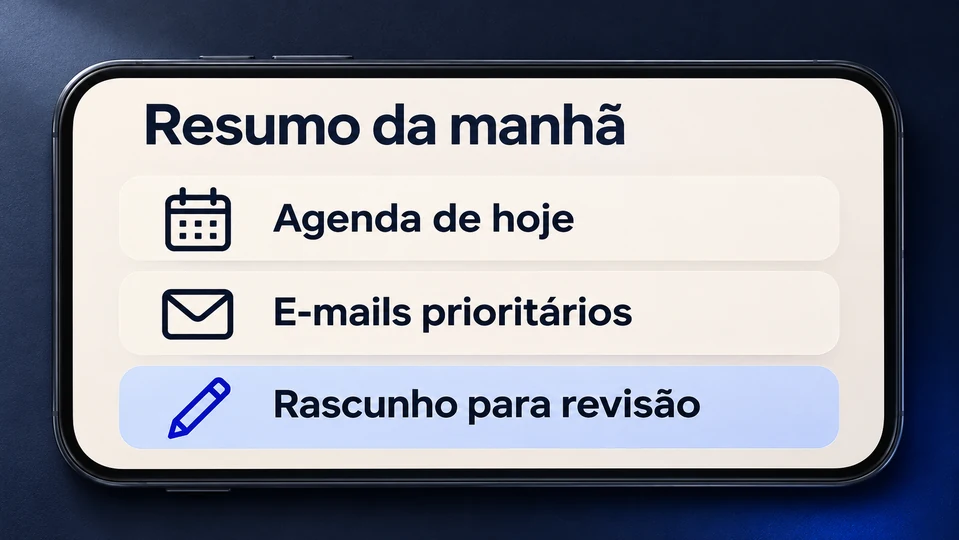 Resumo da manhã
Agenda de hoje
E-mails prioritários
Rascunho para revisão